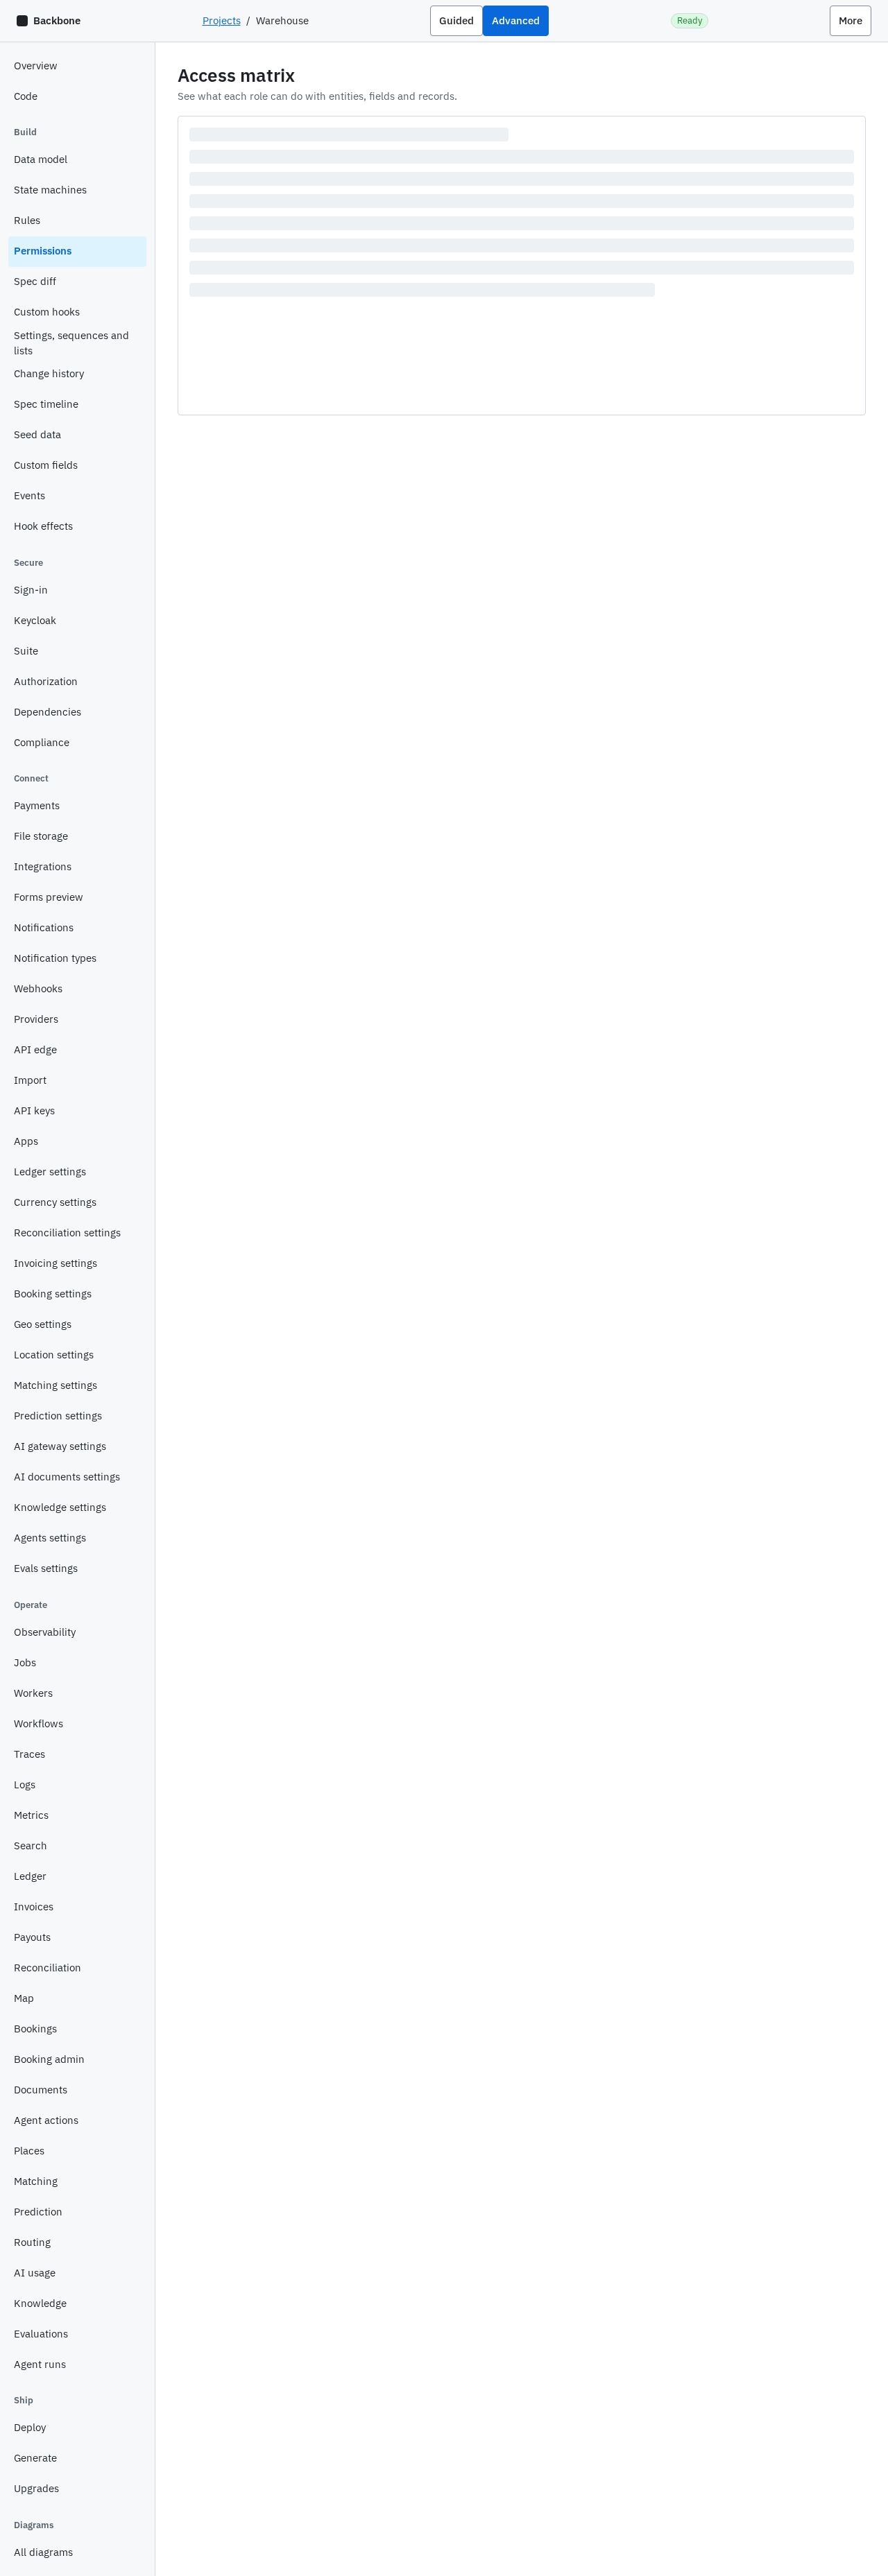 Backbone
Projects / Warehouse
Guided
Advanced
Ready
More
Overview
Code
Build
Data model
State machines
Rules
Permissions
Spec diff
Custom hooks
Settings, sequences and
lists
Change history
Spec timeline
Seed data
Custom fields
Events
Hook effects
Secure
Sign-in
Keycloak
Suite
Authorization
Dependencies
Compliance
Connect
Payments
File storage
Integrations
Forms preview
Notifications
Notification types
Webhooks
Providers
API edge
Import
API keys
Apps
Ledger settings
Currency settings
Reconciliation settings
Invoicing settings
Booking settings
Geo settings
Location settings
Matching settings
Prediction settings
AI gateway settings
AI documents settings
Knowledge settings
Agents settings
Evals settings
Operate
Observability
Jobs
Workers
Workflows
Traces
Logs
Metrics
Search
Ledger
Invoices
Payouts
Reconciliation
Map
Bookings
Booking admin
Documents
Agent actions
Places
Matching
Prediction
Routing
AI usage
Knowledge
Evaluations
Agent runs
Ship
Deploy
Generate
Upgrades
Diagrams
All diagrams
Access matrix
See what each role can do with entities, fields and records.